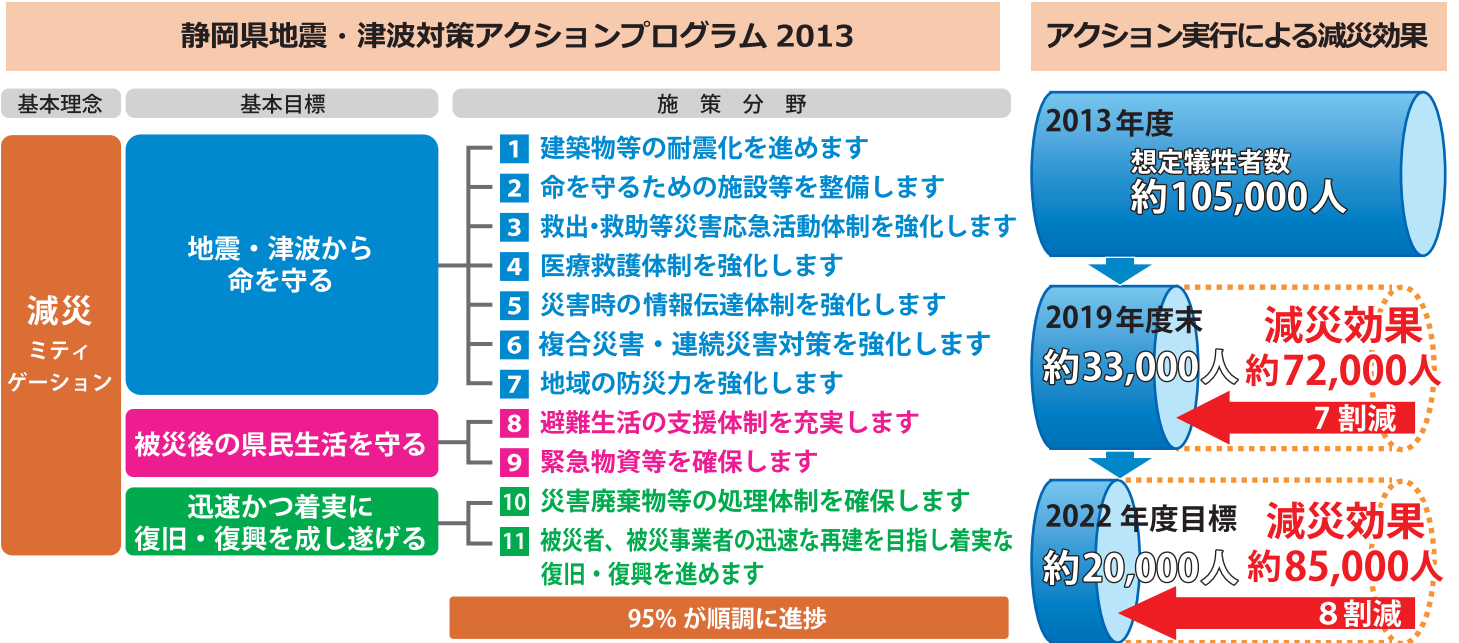 静岡県地震・津波対策アクションプログラム 2013
基本理念
基本目標
施策分野
減災
ミティ
ゲーション
地震・津波から
命を守る
1 建築物等の耐震化を進めます
2 命を守るための施設等を整備します
3 救出・救助等災害応急活動体制を強化します
4 医療救護体制を強化します
5 災害時の情報伝達体制を強化します
6 複合災害・連続災害対策を強化します
7 地域の防災力を強化します
被災後の県民生活を守る
8 避難生活の支援体制を充実します
9 緊急物資等を確保します
迅速かつ着実に
復旧・復興を成し遂げる
10 災害廃棄物等の処理体制を確保します
11 被災者、被災事業者の迅速な再建を目指し着実な
復旧・復興を進めます
95% が順調に進捗
アクション実行による減災効果
2013 年度
想定犠牲者数
約105,000人
2019 年度末
約33,000人
減災効果
約72,000人
7 割減
2022 年度目標
約20,000人
減災効果
約85,000人
8 割減